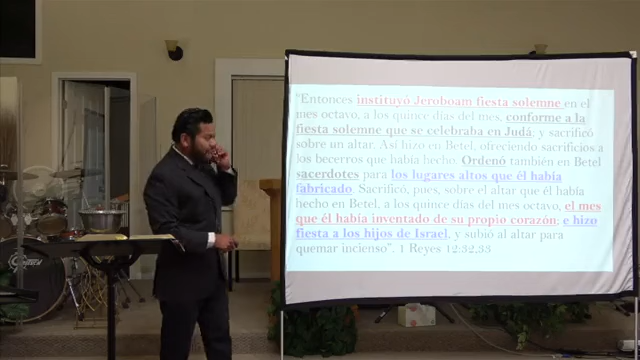 "Entonces instituyó Jeroboam fiesta solemne en el
mes octavo, a los quince días del mes, conforme a la
fiesta solemne que se celebraba en Judá; y sacrificó
sobre un altar. Así hizo en Betel, ofreciendo sacrificios a
los becerros que había hecho. Ordenó también en Betel
sacerdotes para los lugares altos que él había
fabricado. Sacrificó, pues, sobre el altar que él había
hecho en Betel, a los quince días del mes octavo, el mes
que él había inventado de su propio corazón; e hizo
fiesta a los hijos de Israel, y subió al altar para
quemar incienso". 1 Reyes 12:32,33